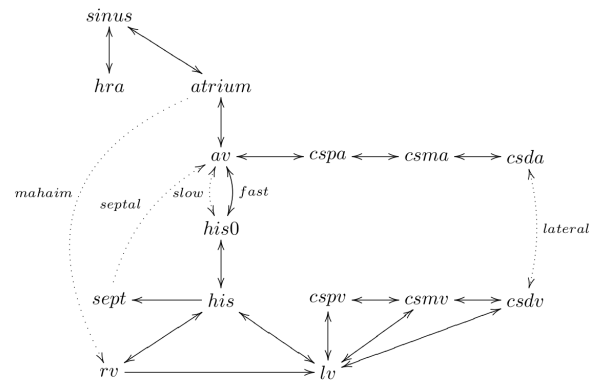 sinus
hra
atrium
av
cspa
csma
csda
mahaim
septal
slow
fast
his0
lateral
sept
his
cspv
csmv
csdv
rv
lv